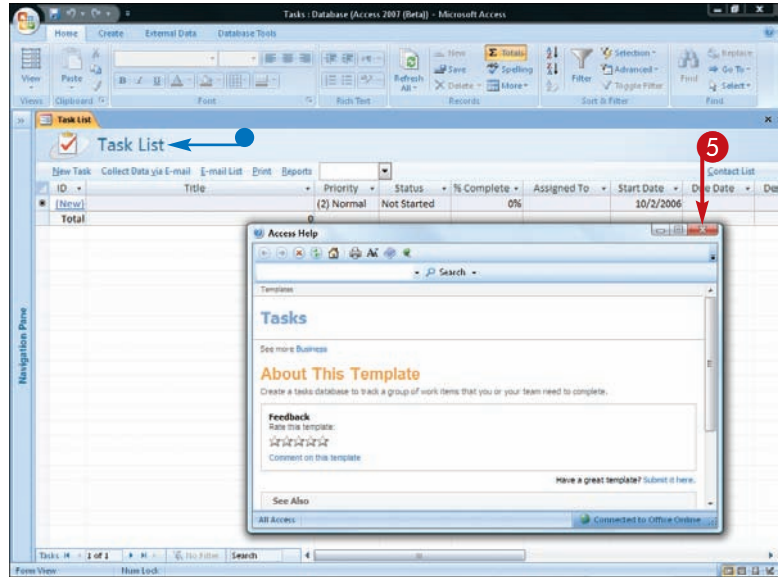 Tasks : Database (Access 2007 (Beta)) - Microsoft Access
Home Create External Data Database Tools
View Paste B I U A Refresh All New Save Delete Totals Spelling More Filter Selection Advanced Toggle Filter Find Replace Go To Select
Views Clipboard Font Rich Text Records Sort & Filter Find
Task List
Task List
5
New Task Collect Data via E-mail E-mail List Print Reports Contact List
ID Title Priority Status % Complete Assigned To Start Date Due Date Des
(New) (2) Normal Not Started 0% 10/2/2006
Total 0
Navigation Pane
Access Help
Search
Templates
Tasks
See more Business
About This Template
Create a tasks database to track a group of work items that you or your team need to complete.
Feedback
Rate this template:
Comment on this template
Have a great template? Submit it here.
See Also
All Access Connected to Office Online
Tasks 1 of 1 No Filter Search
Form View Num Lock